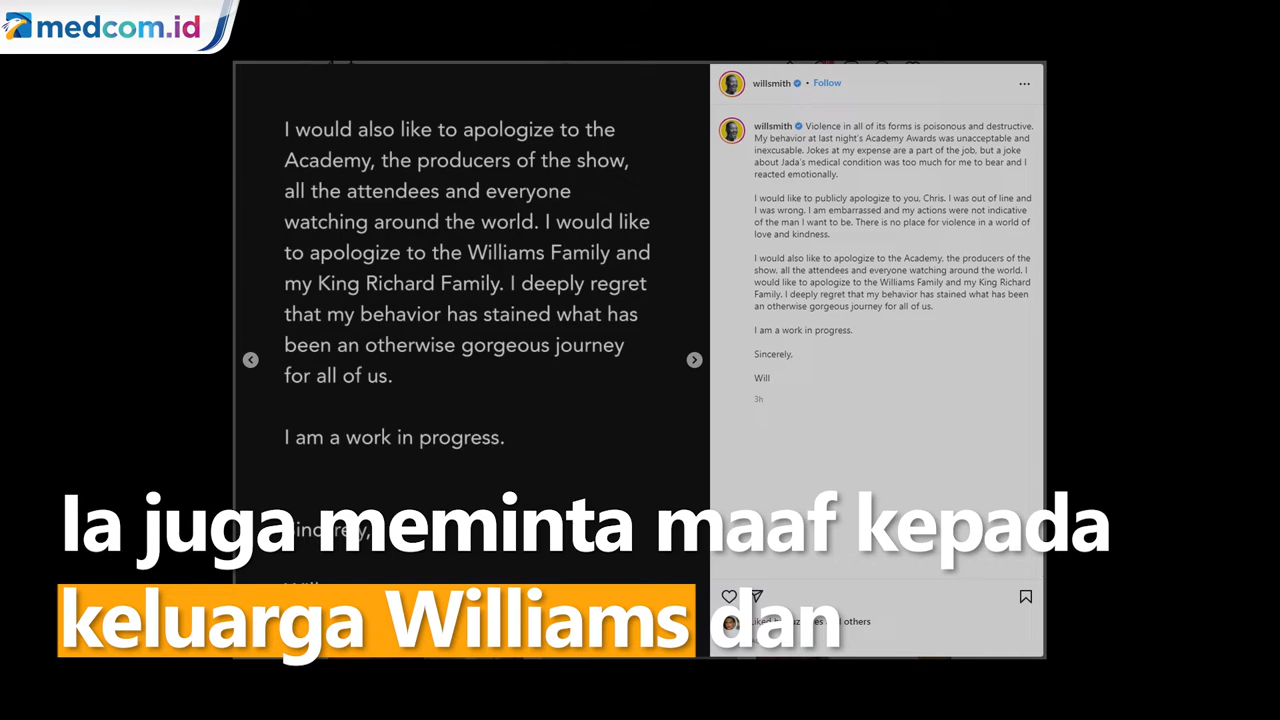 medcom.id
I would also like to apologize to the
Academy, the producers of the show,
all the attendees and everyone
watching around the world. I would like
to apologize to the Williams Family and
my King Richard Family. I deeply regret
that my behavior has stained what has
been an otherwise gorgeous journey
for all of us.
I am a work in progress.
Sincerely,
willsmith • Follow
willsmith Violence in all of its forms is poisonous and destructive.
My behavior at last night's Academy Awards was unacceptable and
inexcusable. Jokes at my expense are a part of the job, but a joke
about Jada's medical condition was too much for me to bear and I
reacted emotionally.
I would like to publicly apologize to you, Chris. I was out of line and
I was wrong. I am embarrassed and my actions were not indicative
of the man I want to be. There is no place for violence in a world of
love and kindness.
I would also like to apologize to the Academy, the producers of the
show, all the attendees and everyone watching around the world. I
would like to apologize to the Williams Family and my King Richard
Family. I deeply regret that my behavior has stained what has been
an otherwise gorgeous journey for all of us.
I am a work in progress.
Sincerely,
Will
3h
others
Ia juga meminta maaf kepada
keluarga Williams dan